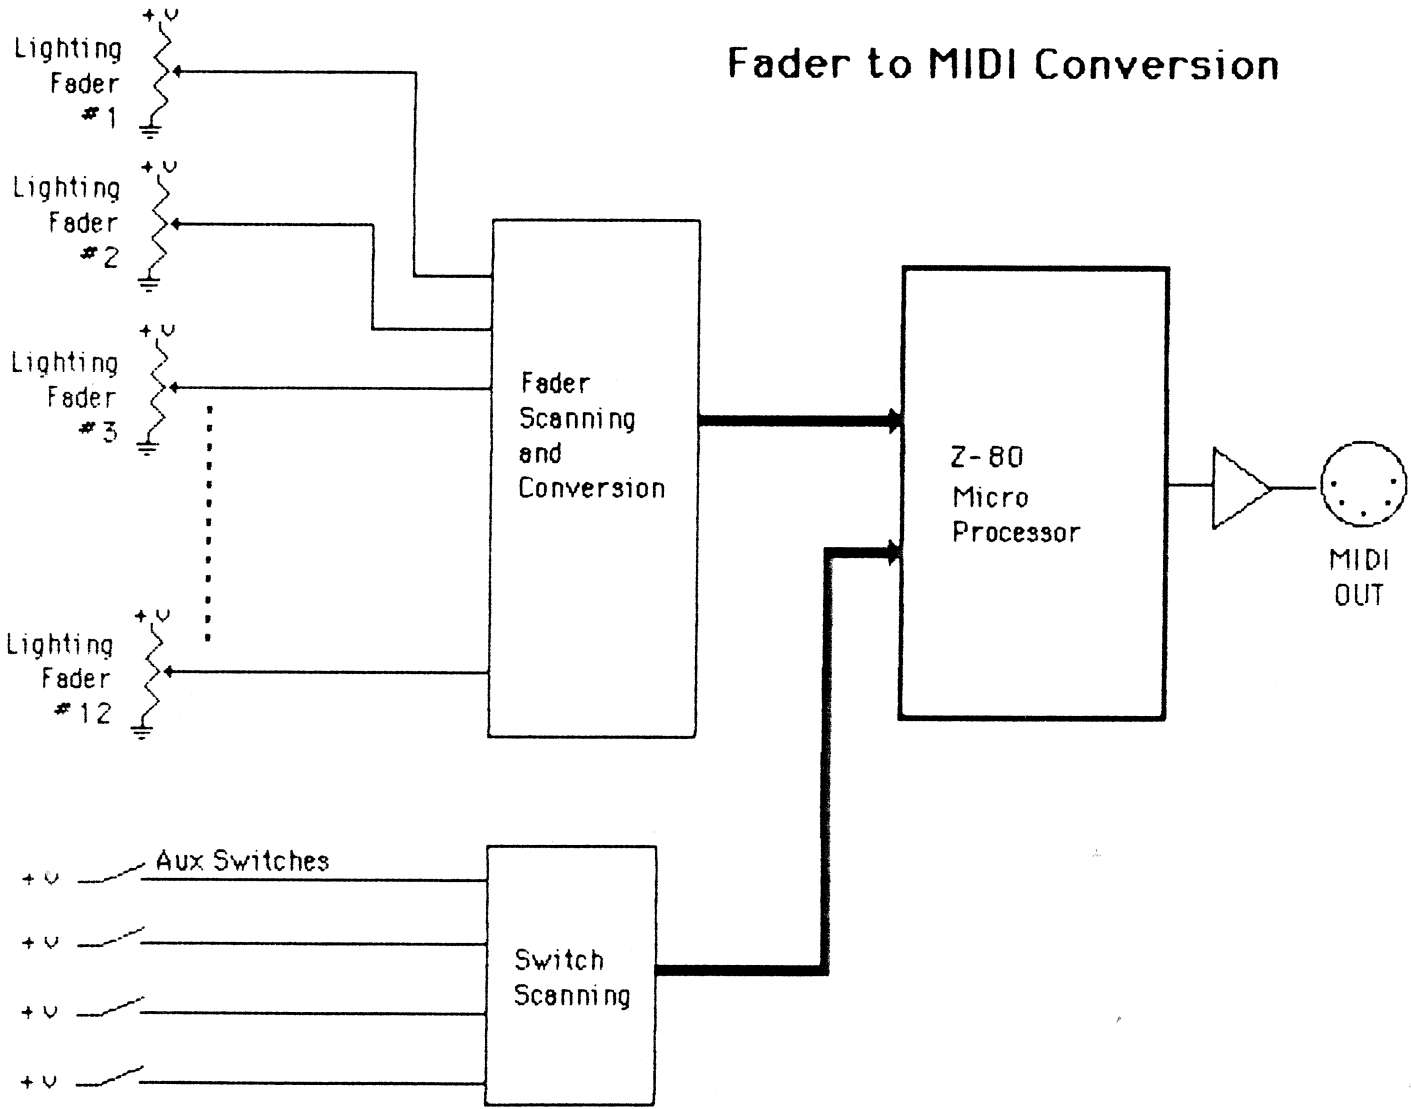 Fader to MIDI Conversion
+ V
Lighting
Fader
#1
+ V
Lighting
Fader
#2
+ V
Lighting
Fader
#3
+ V
Lighting
Fader
#12
Fader
Scanning
and
Conversion
Z-80
Micro
Processor
MIDI
OUT
Aux Switches
+ V
+ V
+ V
+ V
Switch
Scanning